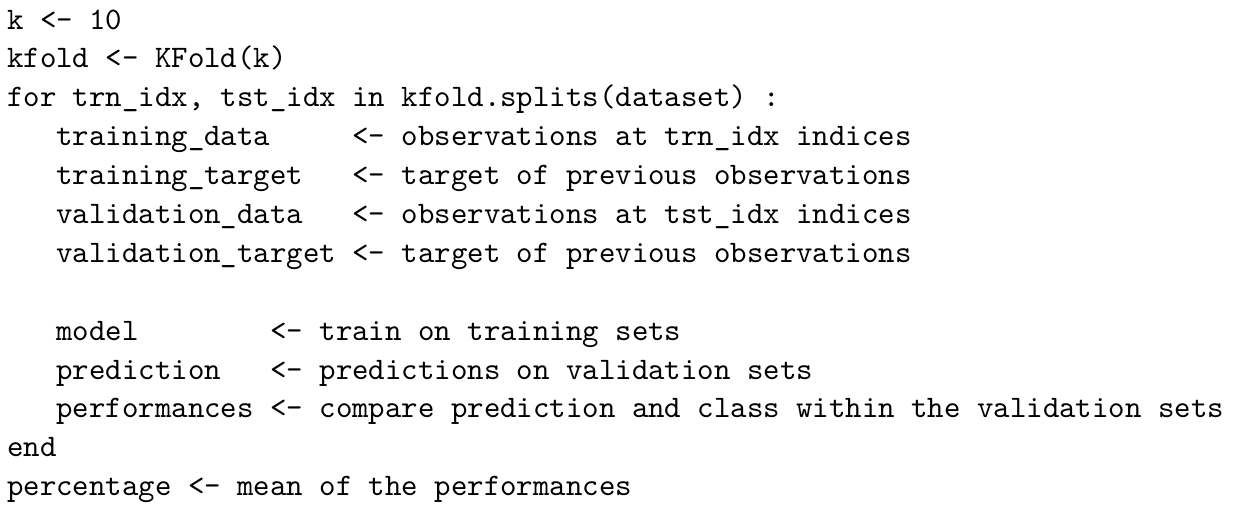 k <- 10
kfold <- KFold(k)
for trn_idx, tst_idx in kfold.splits(dataset) :
   training_data     <- observations at trn_idx indices
   training_target   <- target of previous observations
   validation_data   <- observations at tst_idx indices
   validation_target <- target of previous observations

   model        <- train on training sets
   prediction   <- predictions on validation sets
   performances <- compare prediction and class within the validation sets
end
percentage <- mean of the performances